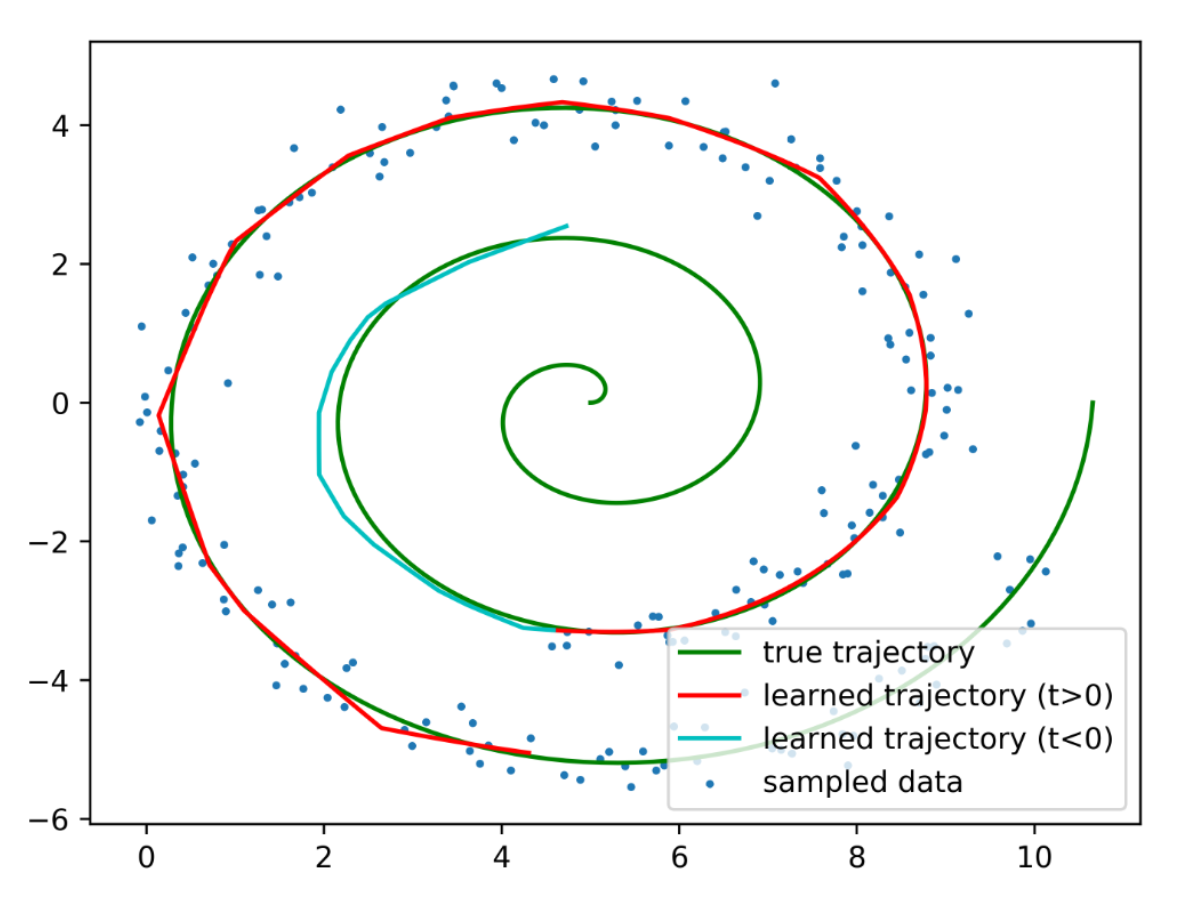 4
2
0
−2
−4
−6
0 2 4 6 8 10
true trajectory
learned trajectory (t>0)
learned trajectory (t<0)
sampled data